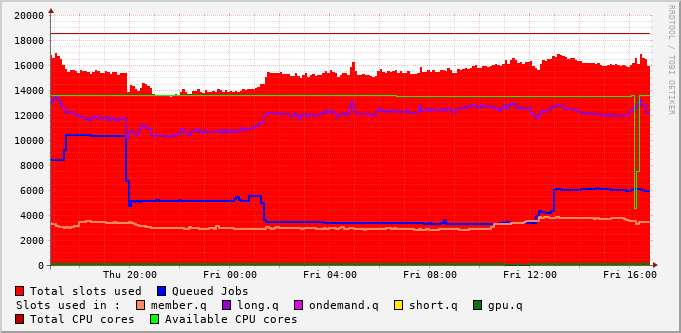 20000
18000
16000
14000
12000
10000
8000
6000
4000
2000
0
Thu 20:00 Fri 00:00 Fri 04:00 Fri 08:00 Fri 12:00 Fri 16:00
Total slots used Queued Jobs
Slots used in : member.q long.q ondemand.q short.q gpu.q
Total CPU cores Available CPU cores
RRDTOOL / TOBI OETIKER